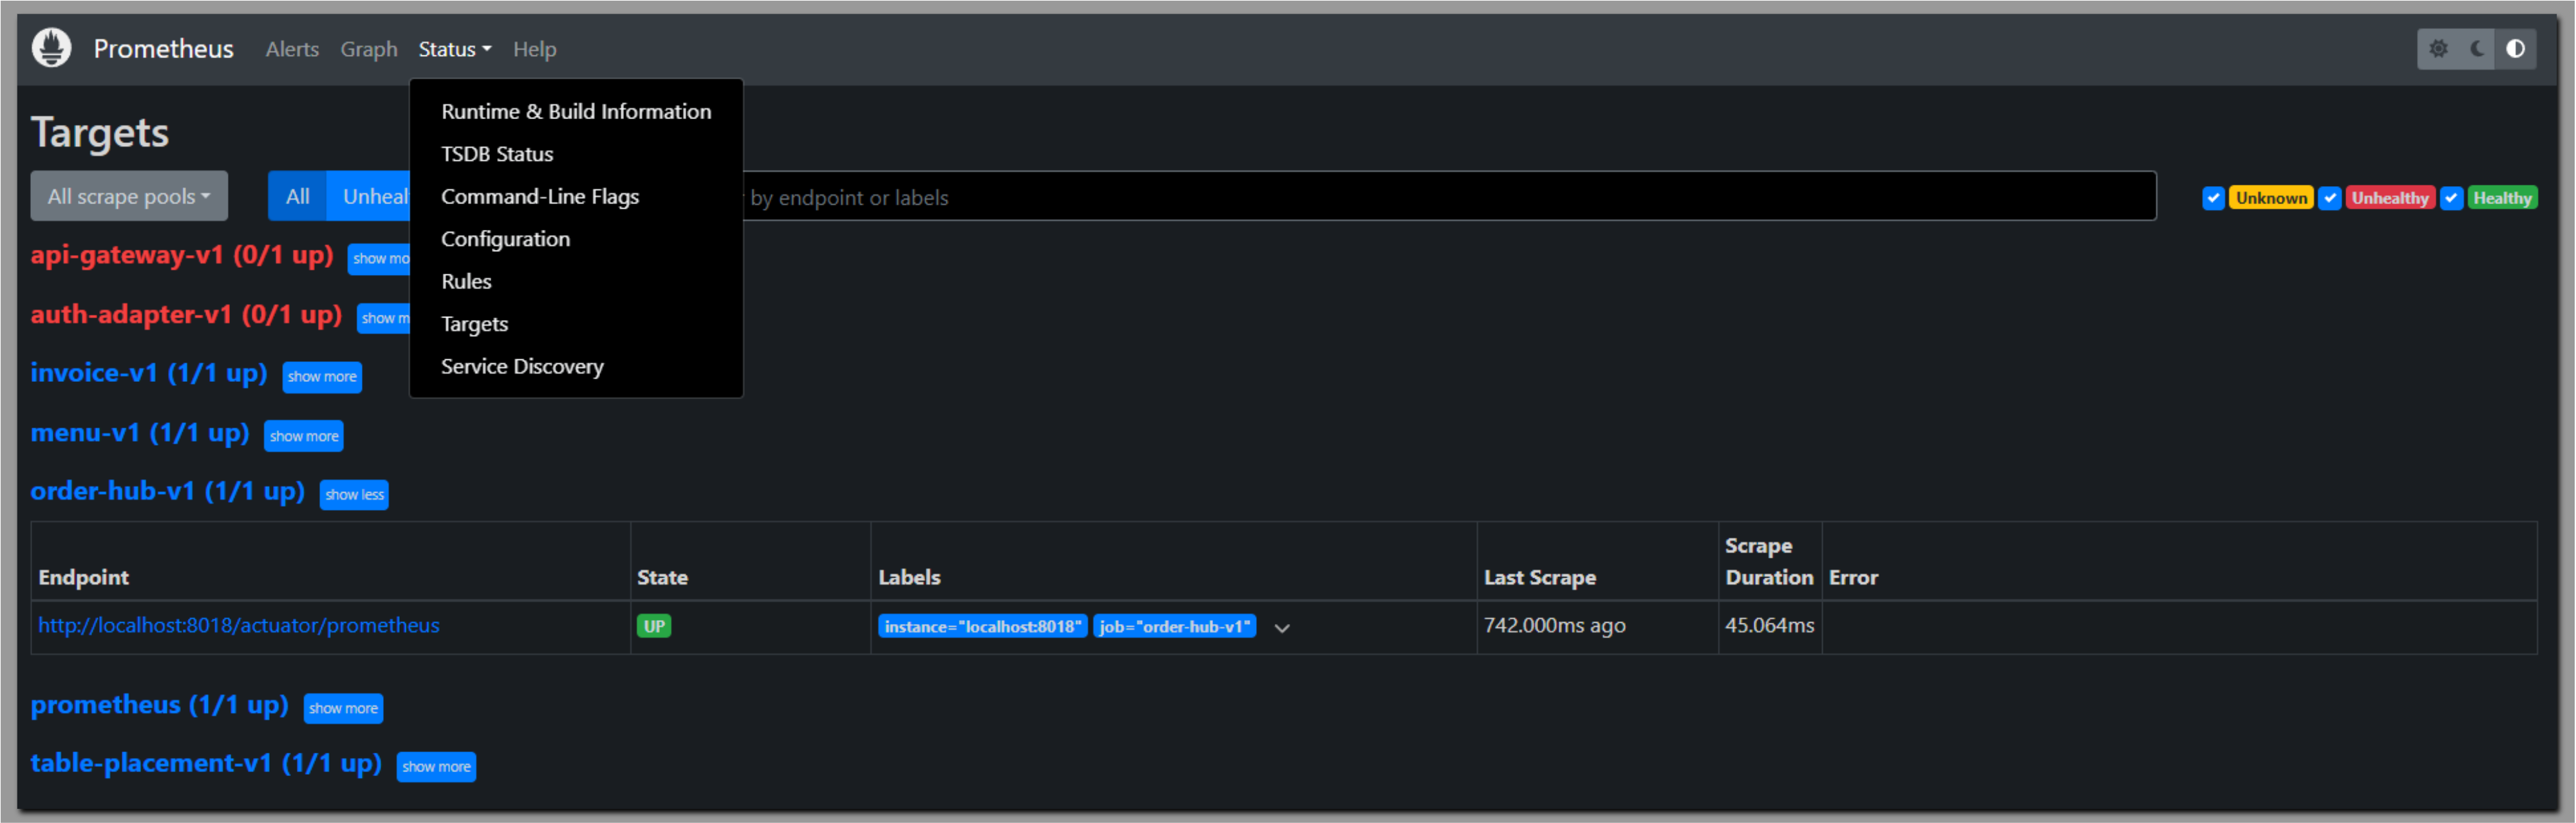 Prometheus Alerts Graph Status Help
Runtime & Build Information
TSDB Status
Command-Line Flags
Configuration
Rules
Targets
Service Discovery
Targets
All scrape pools All by endpoint or labels Unknown Unhealthy Healthy
api-gateway-v1 (0/1 up) show
auth-adapter-v1 (0/1 up) show
invoice-v1 (1/1 up) show more
menu-v1 (1/1 up) show more
order-hub-v1 (1/1 up) show less
Endpoint State Labels Last Scrape Scrape Duration Error
http://localhost:8018/actuator/prometheus UP instance="localhost:8018" job="order-hub-v1" 742.000ms ago 45.064ms
prometheus (1/1 up) show more
table-placement-v1 (1/1 up) show more